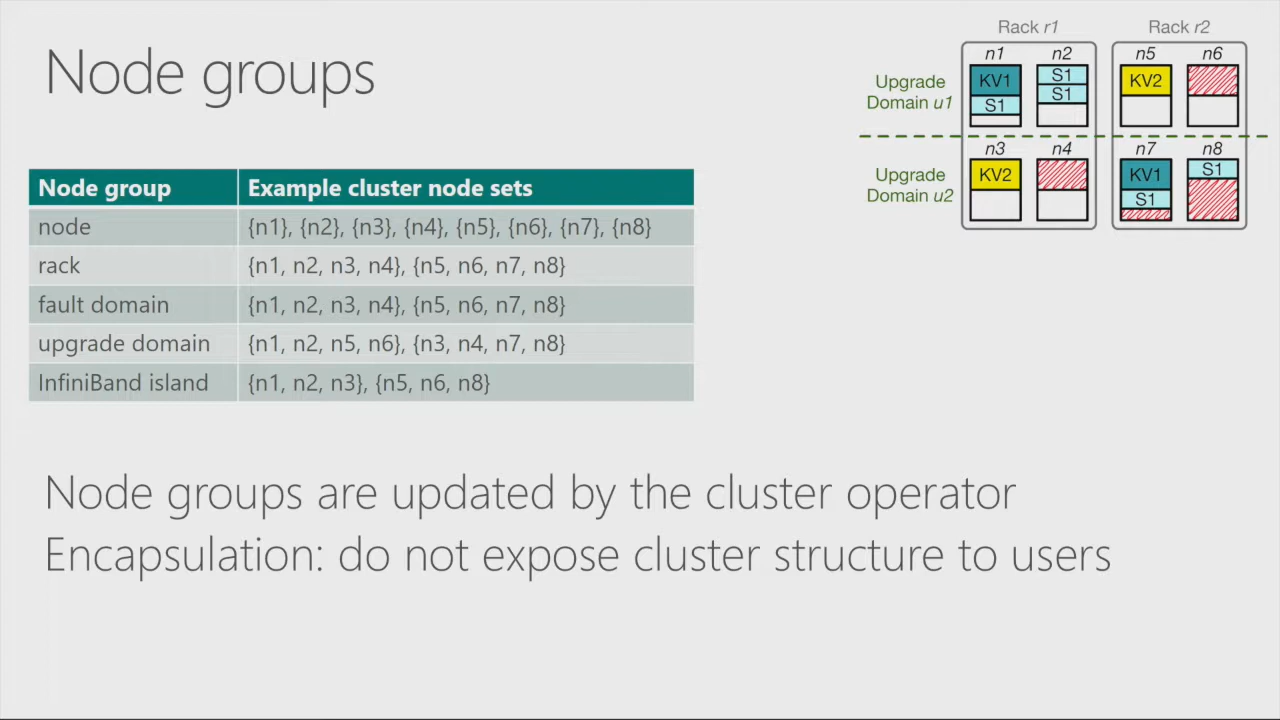 Node groups
Rack r1
Rack r2
n1 n2 n5 n6
Upgrade
Domain u1
KV1
S1
S1
S1
KV2
n3 n4 n7 n8
Upgrade
Domain u2
KV2
KV1
S1
S1
Node group Example cluster node sets
node {n1}, {n2}, {n3}, {n4}, {n5}, {n6}, {n7}, {n8}
rack {n1, n2, n3, n4}, {n5, n6, n7, n8}
fault domain {n1, n2, n3, n4}, {n5, n6, n7, n8}
upgrade domain {n1, n2, n5, n6}, {n3, n4, n7, n8}
InfiniBand island {n1, n2, n3}, {n5, n6, n8}
Node groups are updated by the cluster operator
Encapsulation: do not expose cluster structure to users